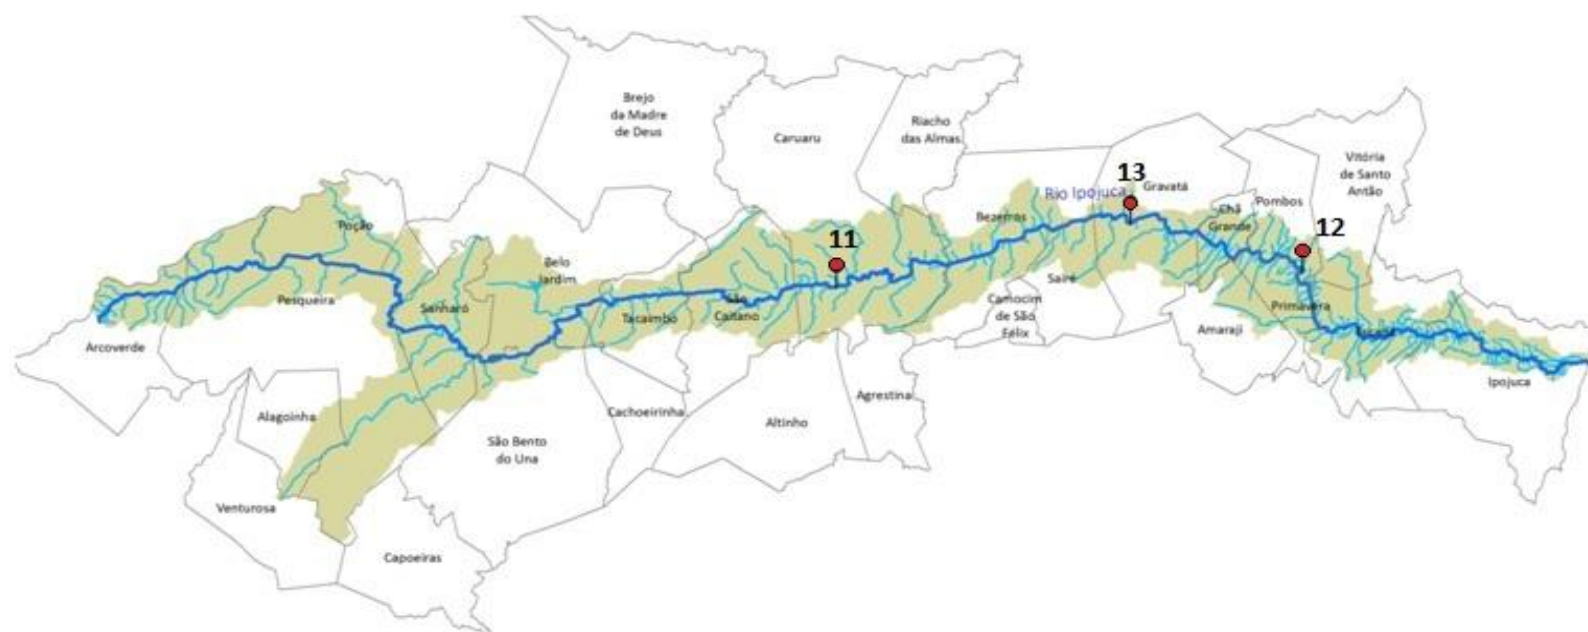 Brejo
da Madre
de Deus
Caruaru
Riacho
das Almas
Vitória
de Santo
Antão
13
Rio Ipojuca
Gravatá
Pombos
Chã
Grande
12
Bezerros
Poção
11
Belo
Jardim
Sairé
Pesqueira
Sanharó
Tacaimbo
São
Caitano
Camocim
de São
Félix
Primavera
Amaraji
Escada
Arcoverde
Ipojuca
Alagoinha
Cachoeirinha
Altinho
Agrestina
São Bento
do Una
Venturosa
Capoeiras